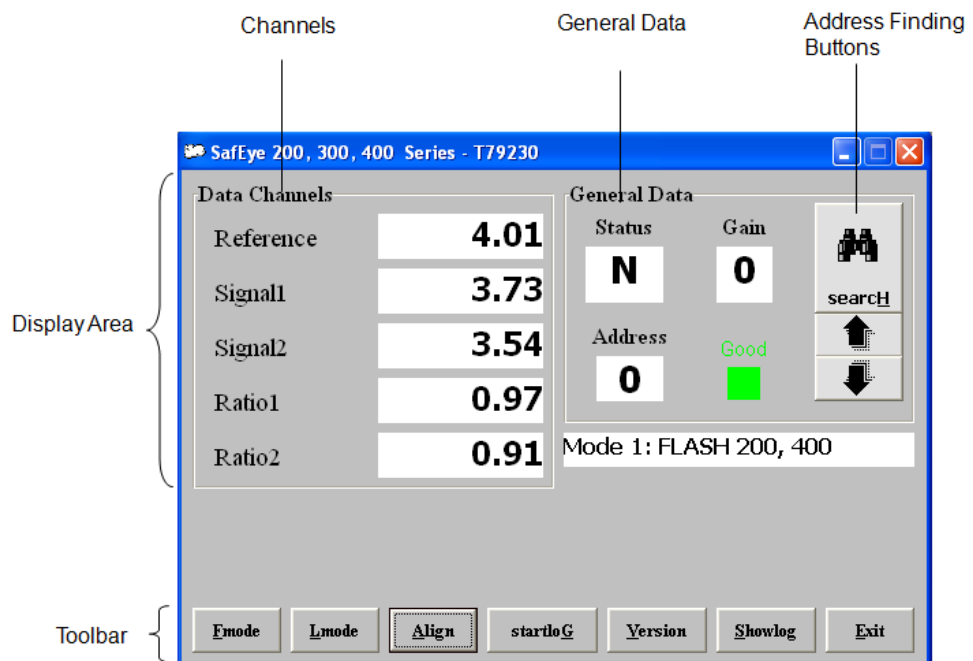 Channels
General Data
Address Finding
Buttons
SafEye 200, 300, 400 Series - T79230
Display Area
Data Channels
Reference 4.01
Signal1 3.73
Signal2 3.54
Ratio1 0.97
Ratio2 0.91
General Data
Status Gain
N 0
Address Good
0
searcH
Mode 1: FLASH 200, 400
Toolbar
Fmode Lmode Align startloG Version Showlog Exit